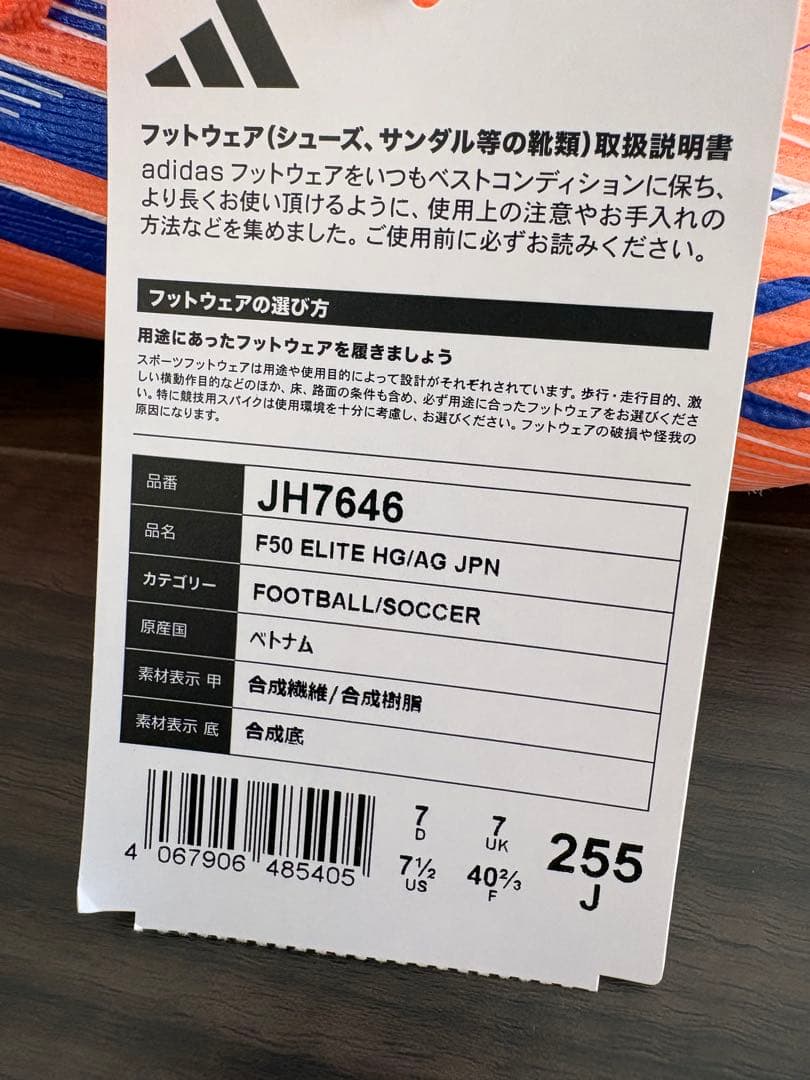 フットウェア(シューズ、サンダル等の靴類)取扱説明書
adidas フットウェアをいつもベストコンディションに保ち、
より長くお使い頂けるように、使用上の注意やお手入れの
方法などを集めました。ご使用前に必ずお読みください。
フットウェアの選び方
用途にあったフットウェアを履きましょう
スポーツフットウェアは用途や使用目的によって設計がそれぞれされています。歩行・走行目的、激
しい横動作目的などのほか、床、路面の条件も含め、必ず用途に合ったフットウェアをお選びくださ
い。特に競技用スパイクは使用環境を十分に考慮し、お選びください。フットウェアの破損や怪我の
原因になります。
品番 JH7646
品名 F50 ELITE HG/AG JPN
カテゴリー FOOTBALL/SOCCER
原産国 ベトナム
素材表示 甲 合成繊維/合成樹脂
素材表示 底 合成底
4 067906 485405
7 D 7 UK
7½ US 40⅔ F
255 J